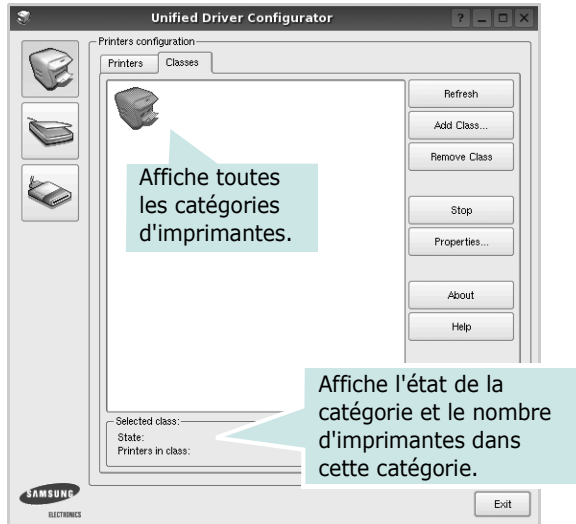 Unified Driver Configurator
Printers configuration
Printers
Classes
Refresh
Add Class...
Remove Class
Affiche toutes
les catégories
d'imprimantes.
Stop
Properties...
About
Help
Affiche l'état de la
catégorie et le nombre
d'imprimantes dans
cette catégorie.
Selected class:
State:
Printers in class:
SAMSUNG
ELECTRONICS
Exit